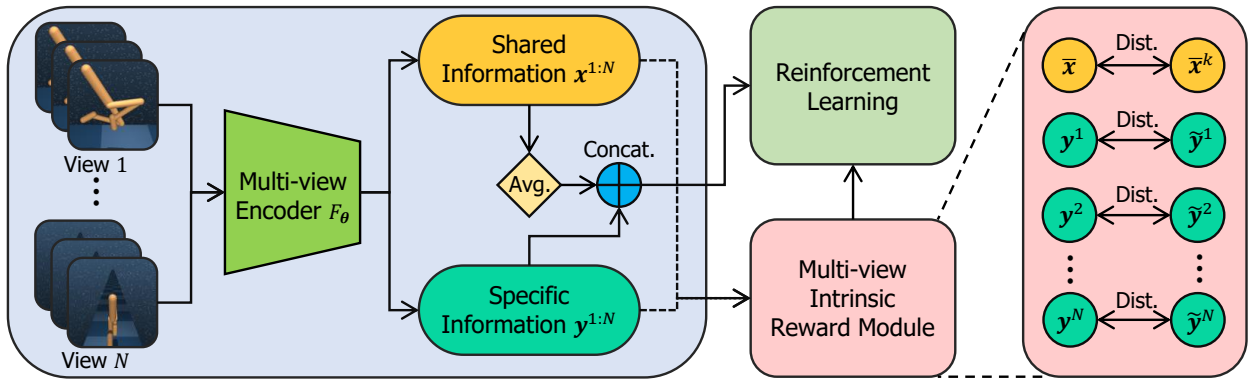 View 1
View N
Multi-view
Encoder F_θ
Shared
Information x^{1:N}
Avg.
Concat.
Specific
Information y^{1:N}
Reinforcement
Learning
Multi-view
Intrinsic
Reward Module
x̄ Dist. x̄^k
y^1 Dist. ỹ^1
y^2 Dist. ỹ^2
y^N Dist. ỹ^N